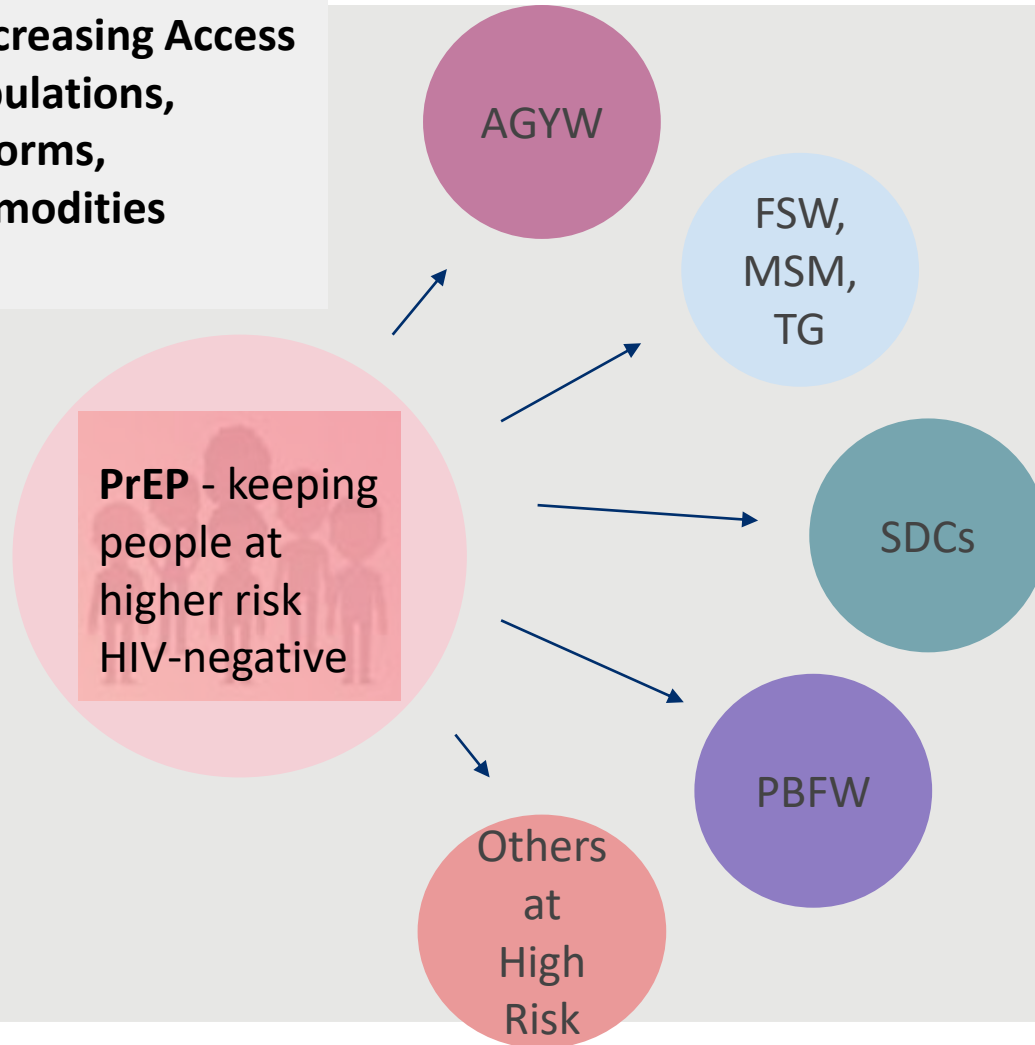 creasing Access
pulations,
orms,
modities
AGYW
FSW,
MSM,
TG
PrEP - keeping
people at
higher risk
HIV-negative
SDCs
PBFW
Others
at
High
Risk